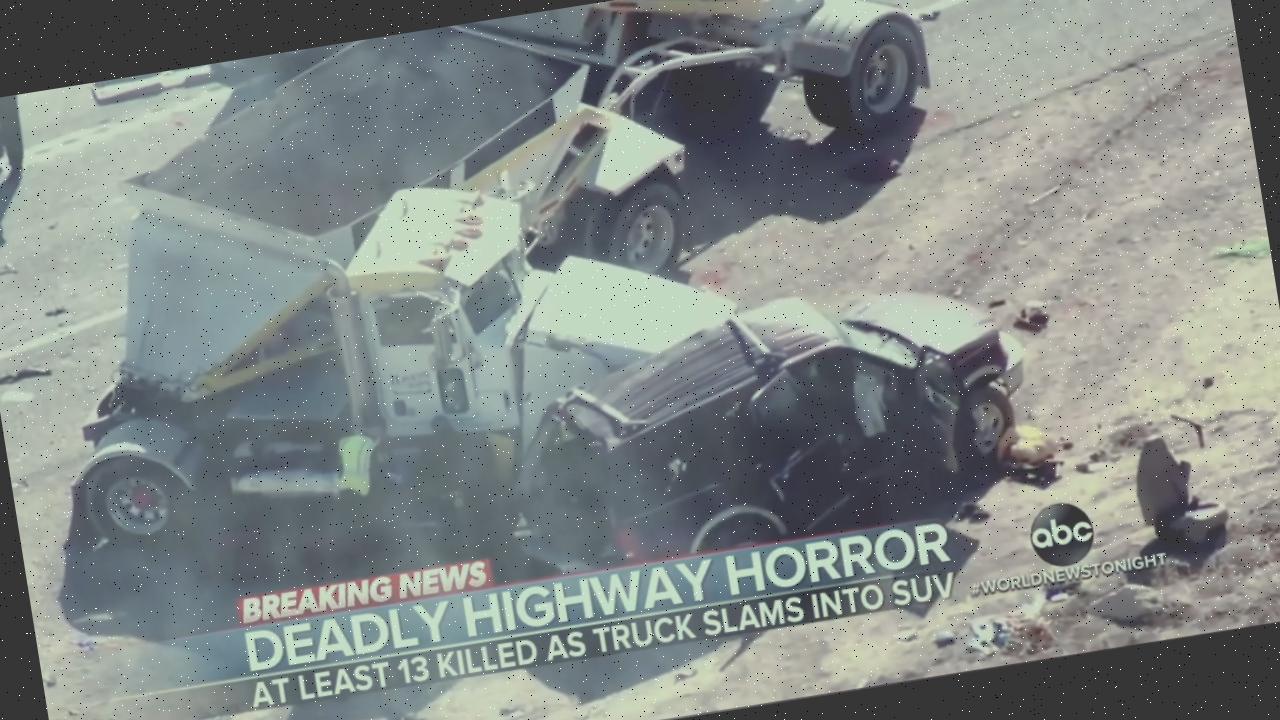 BREAKING NEWS
DEADLY HIGHWAY HORROR
AT LEAST 13 KILLED AS TRUCK SLAMS INTO SUV
abc
#WORLDNEWSTONIGHT